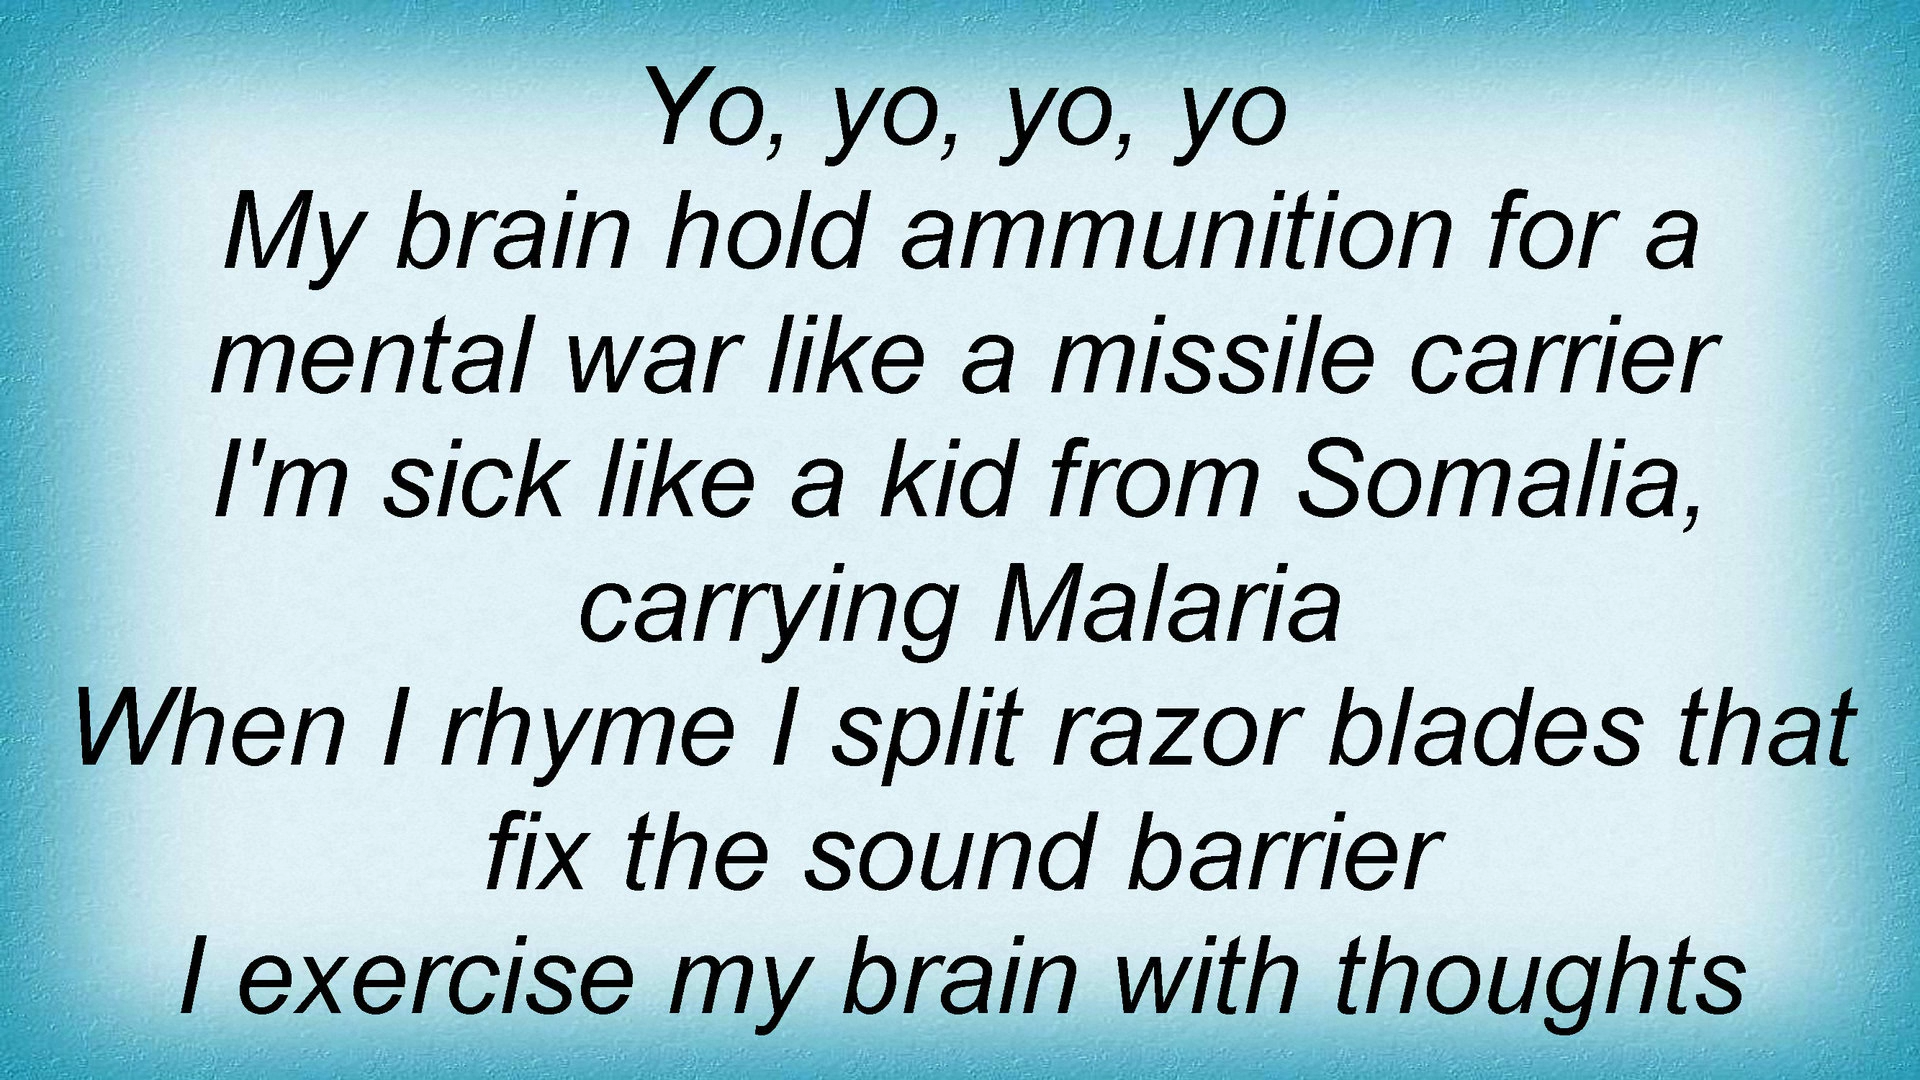 Yo, yo, yo, yo
My brain hold ammunition for a
mental war like a missile carrier
I'm sick like a kid from Somalia,
carrying Malaria
When I rhyme I split razor blades that
fix the sound barrier
I exercise my brain with thoughts